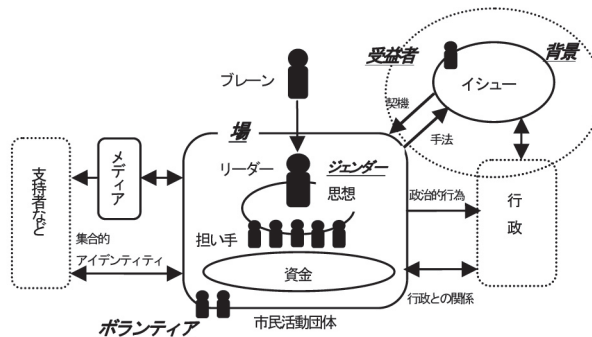 受益者
背景
ブレーン
イシュー
契機
手法
場
メディア
リーダー
ジェンダー
思想
支持者など
担い手
政治的行為
行政
集合的
アイデンティティ
資金
行政との関係
ボランティア
市民活動団体